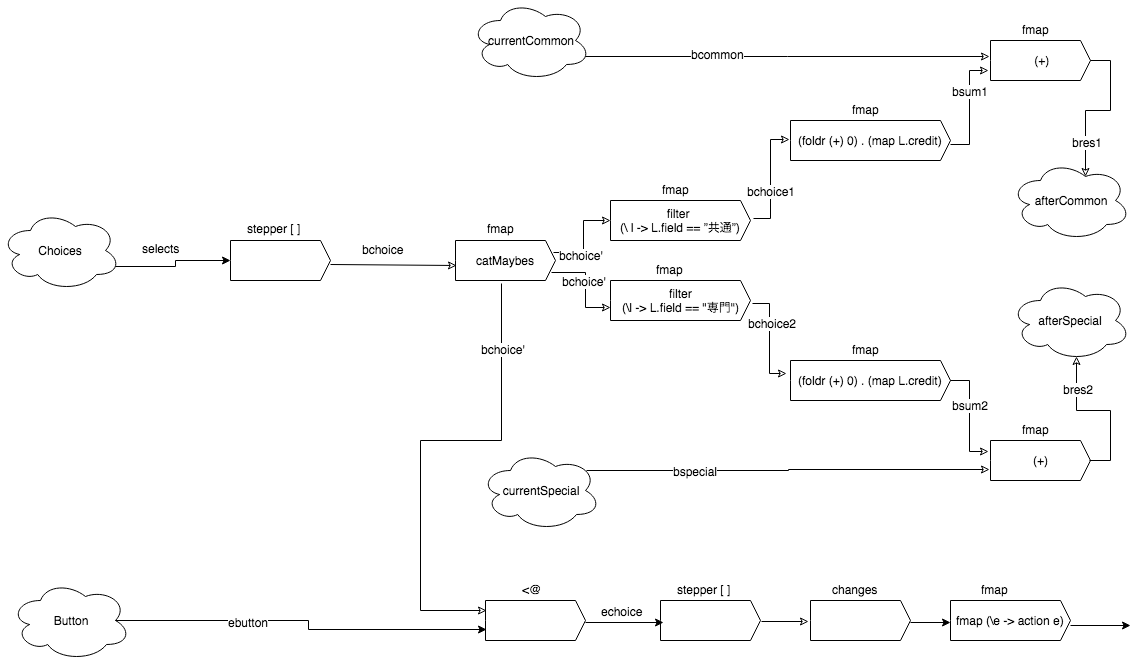 currentCommon
bcommon
fmap
(+)
bsum1
fmap
(foldr (+) 0) . (map L.credit)
bres1
afterCommon
bchoice1
fmap
filter
(\ l -> L.field == "共通")
Choices
selects
stepper [ ]
bchoice
fmap
catMaybes
bchoice'
bchoice'
fmap
filter
(\l -> L.field == "専門")
bchoice2
afterSpecial
bchoice'
fmap
(foldr (+) 0) . (map L.credit)
bres2
bsum2
fmap
(+)
bspecial
currentSpecial
<@
stepper [ ]
changes
fmap
Button
ebutton
echoice
fmap (\e -> action e)